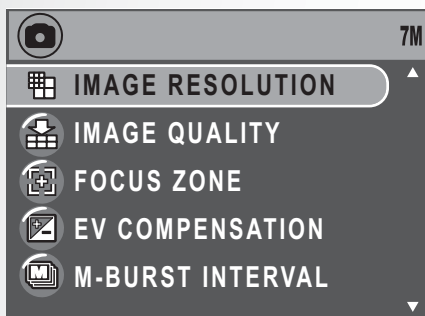 7M
IMAGE RESOLUTION
IMAGE QUALITY
FOCUS ZONE
EV COMPENSATION
M-BURST INTERVAL